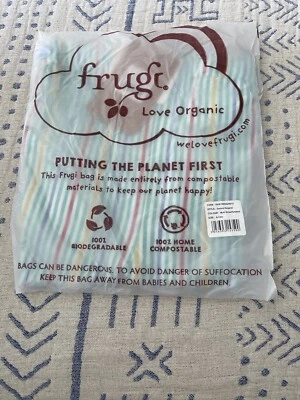 frugi
Love Organic
welovefrugi.com
PUTTING THE PLANET FIRST
This Frugi bag is made entirely from compostable
materials to keep our planet happy!
100% BIODEGRADABLE
100% HOME COMPOSTABLE
BAGS CAN BE DANGEROUS, TO AVOID DANGER OF SUFFOCATION
KEEP THIS BAG AWAY FROM BABIES AND CHILDREN.